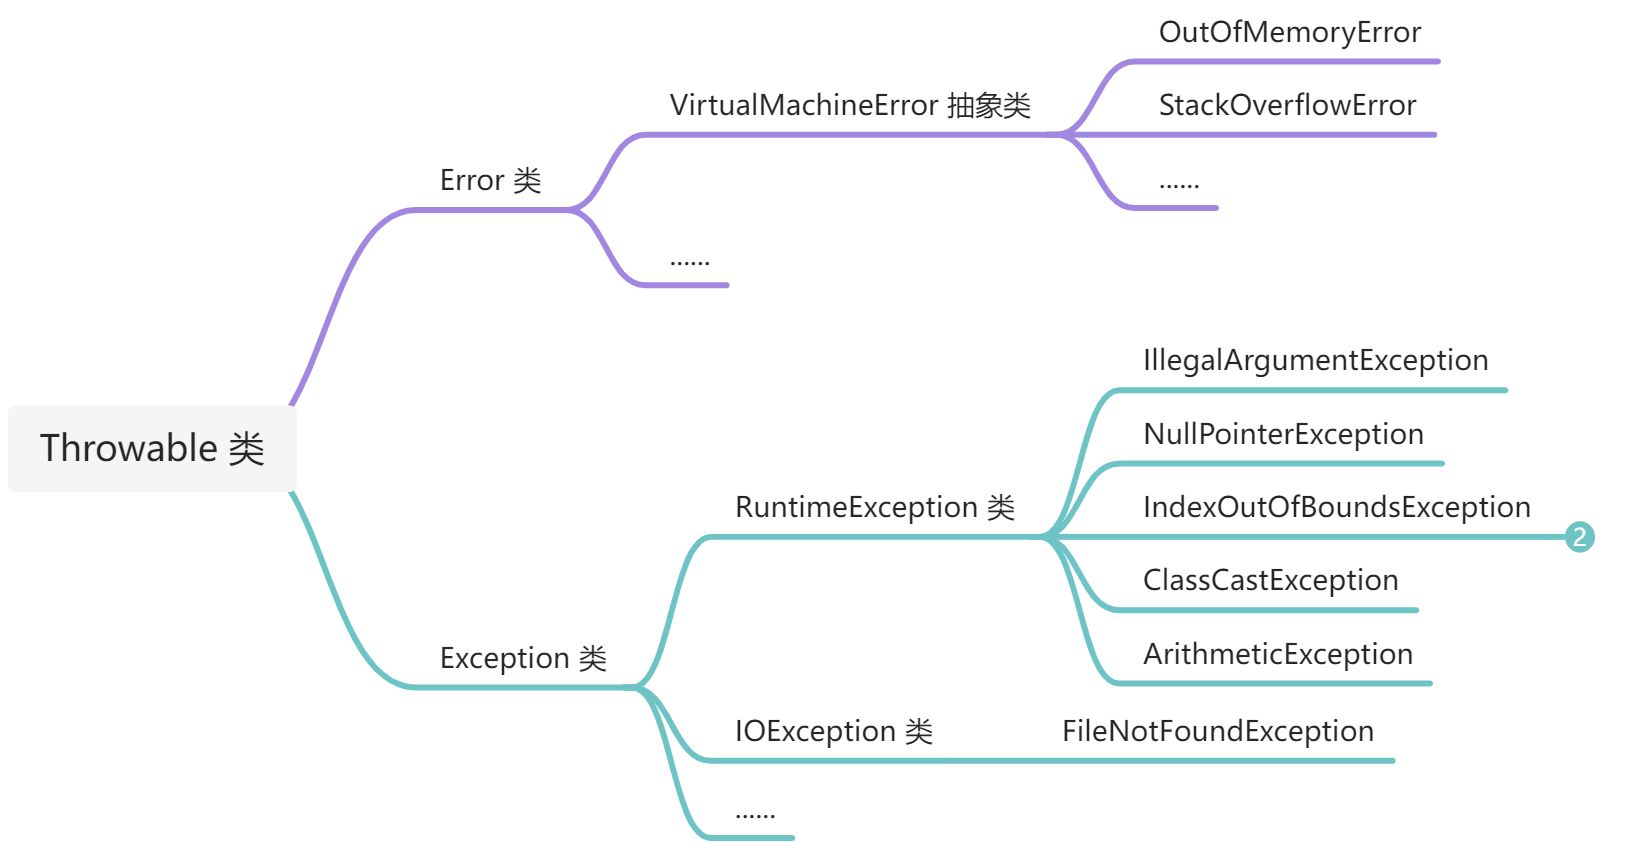 OutOfMemoryError
VirtualMachineError 抽象类
StackOverflowError
Error 类
......
......
IllegalArgumentException
NullPointerException
Throwable 类
RuntimeException 类
IndexOutOfBoundsException
2
ClassCastException
Exception 类
ArithmeticException
IOException 类
FileNotFoundException
......